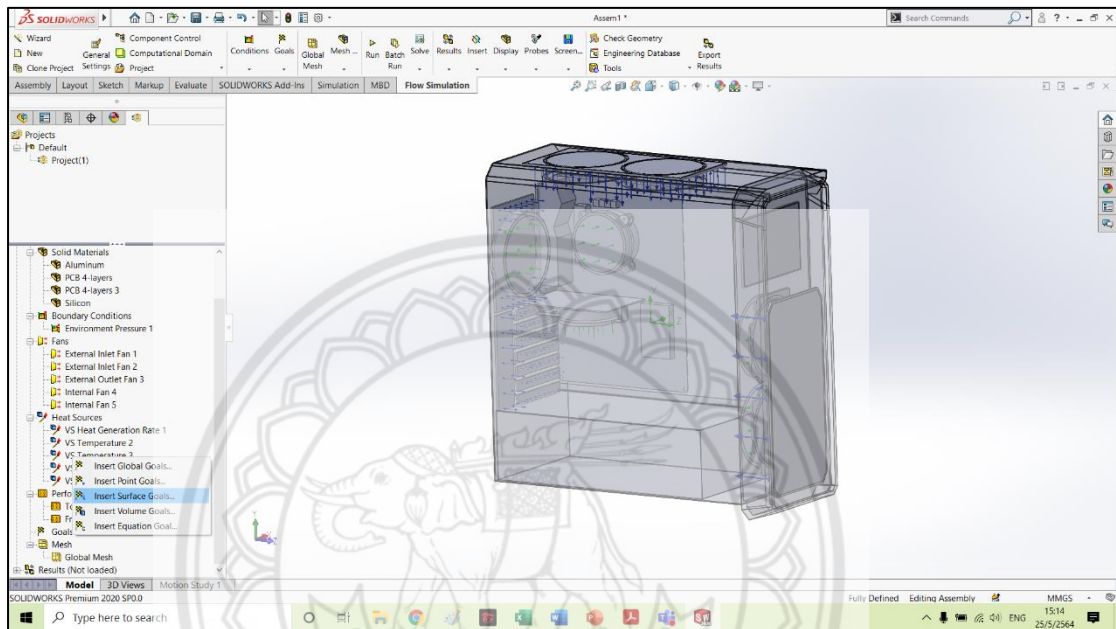 SOLIDWORKS
Assem1 *
Search Commands
Wizard
New
Clone Project
General Settings
Component Control
Computational Domain
Project
Conditions
Goals
Global Mesh
Mesh ...
Run
Batch Run
Solve
Results
Insert
Display
Probes
Screen...
Check Geometry
Engineering Database
Tools
Export Results
Assembly Layout Sketch Markup Evaluate SOLIDWORKS Add-Ins Simulation MBD Flow Simulation
Projects
Default
Project(1)
Solid Materials
Aluminum
PCB 4-layers
PCB 4-layers 3
Silicon
Boundary Conditions
Environment Pressure 1
Fans
External Inlet Fan 1
External Inlet Fan 2
External Outlet Fan 3
Internal Fan 4
Internal Fan 5
Heat Sources
VS Heat Generation Rate 1
VS Temperature 2
VS Temperature 3
Insert Global Goals...
Insert Point Goals...
Perfo Insert Surface Goals...
Insert Volume Goals...
Insert Equation Goal...
Goals
Mesh
Global Mesh
Results (Not loaded)
Model 3D Views Motion Study 1
SOLIDWORKS Premium 2020 SP0.0
Fully Defined Editing Assembly MMGS
Type here to search
ENG
15:14
25/5/2564